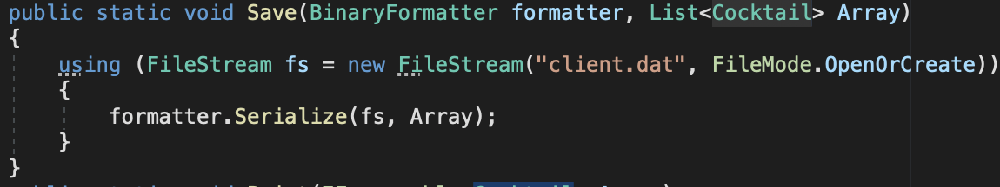 public static void Save(BinaryFormatter formatter, List<Cocktail> Array)
{
using (FileStream fs = new FileStream("client.dat", FileMode.OpenOrCreate))
{
formatter.Serialize(fs, Array);
}
}